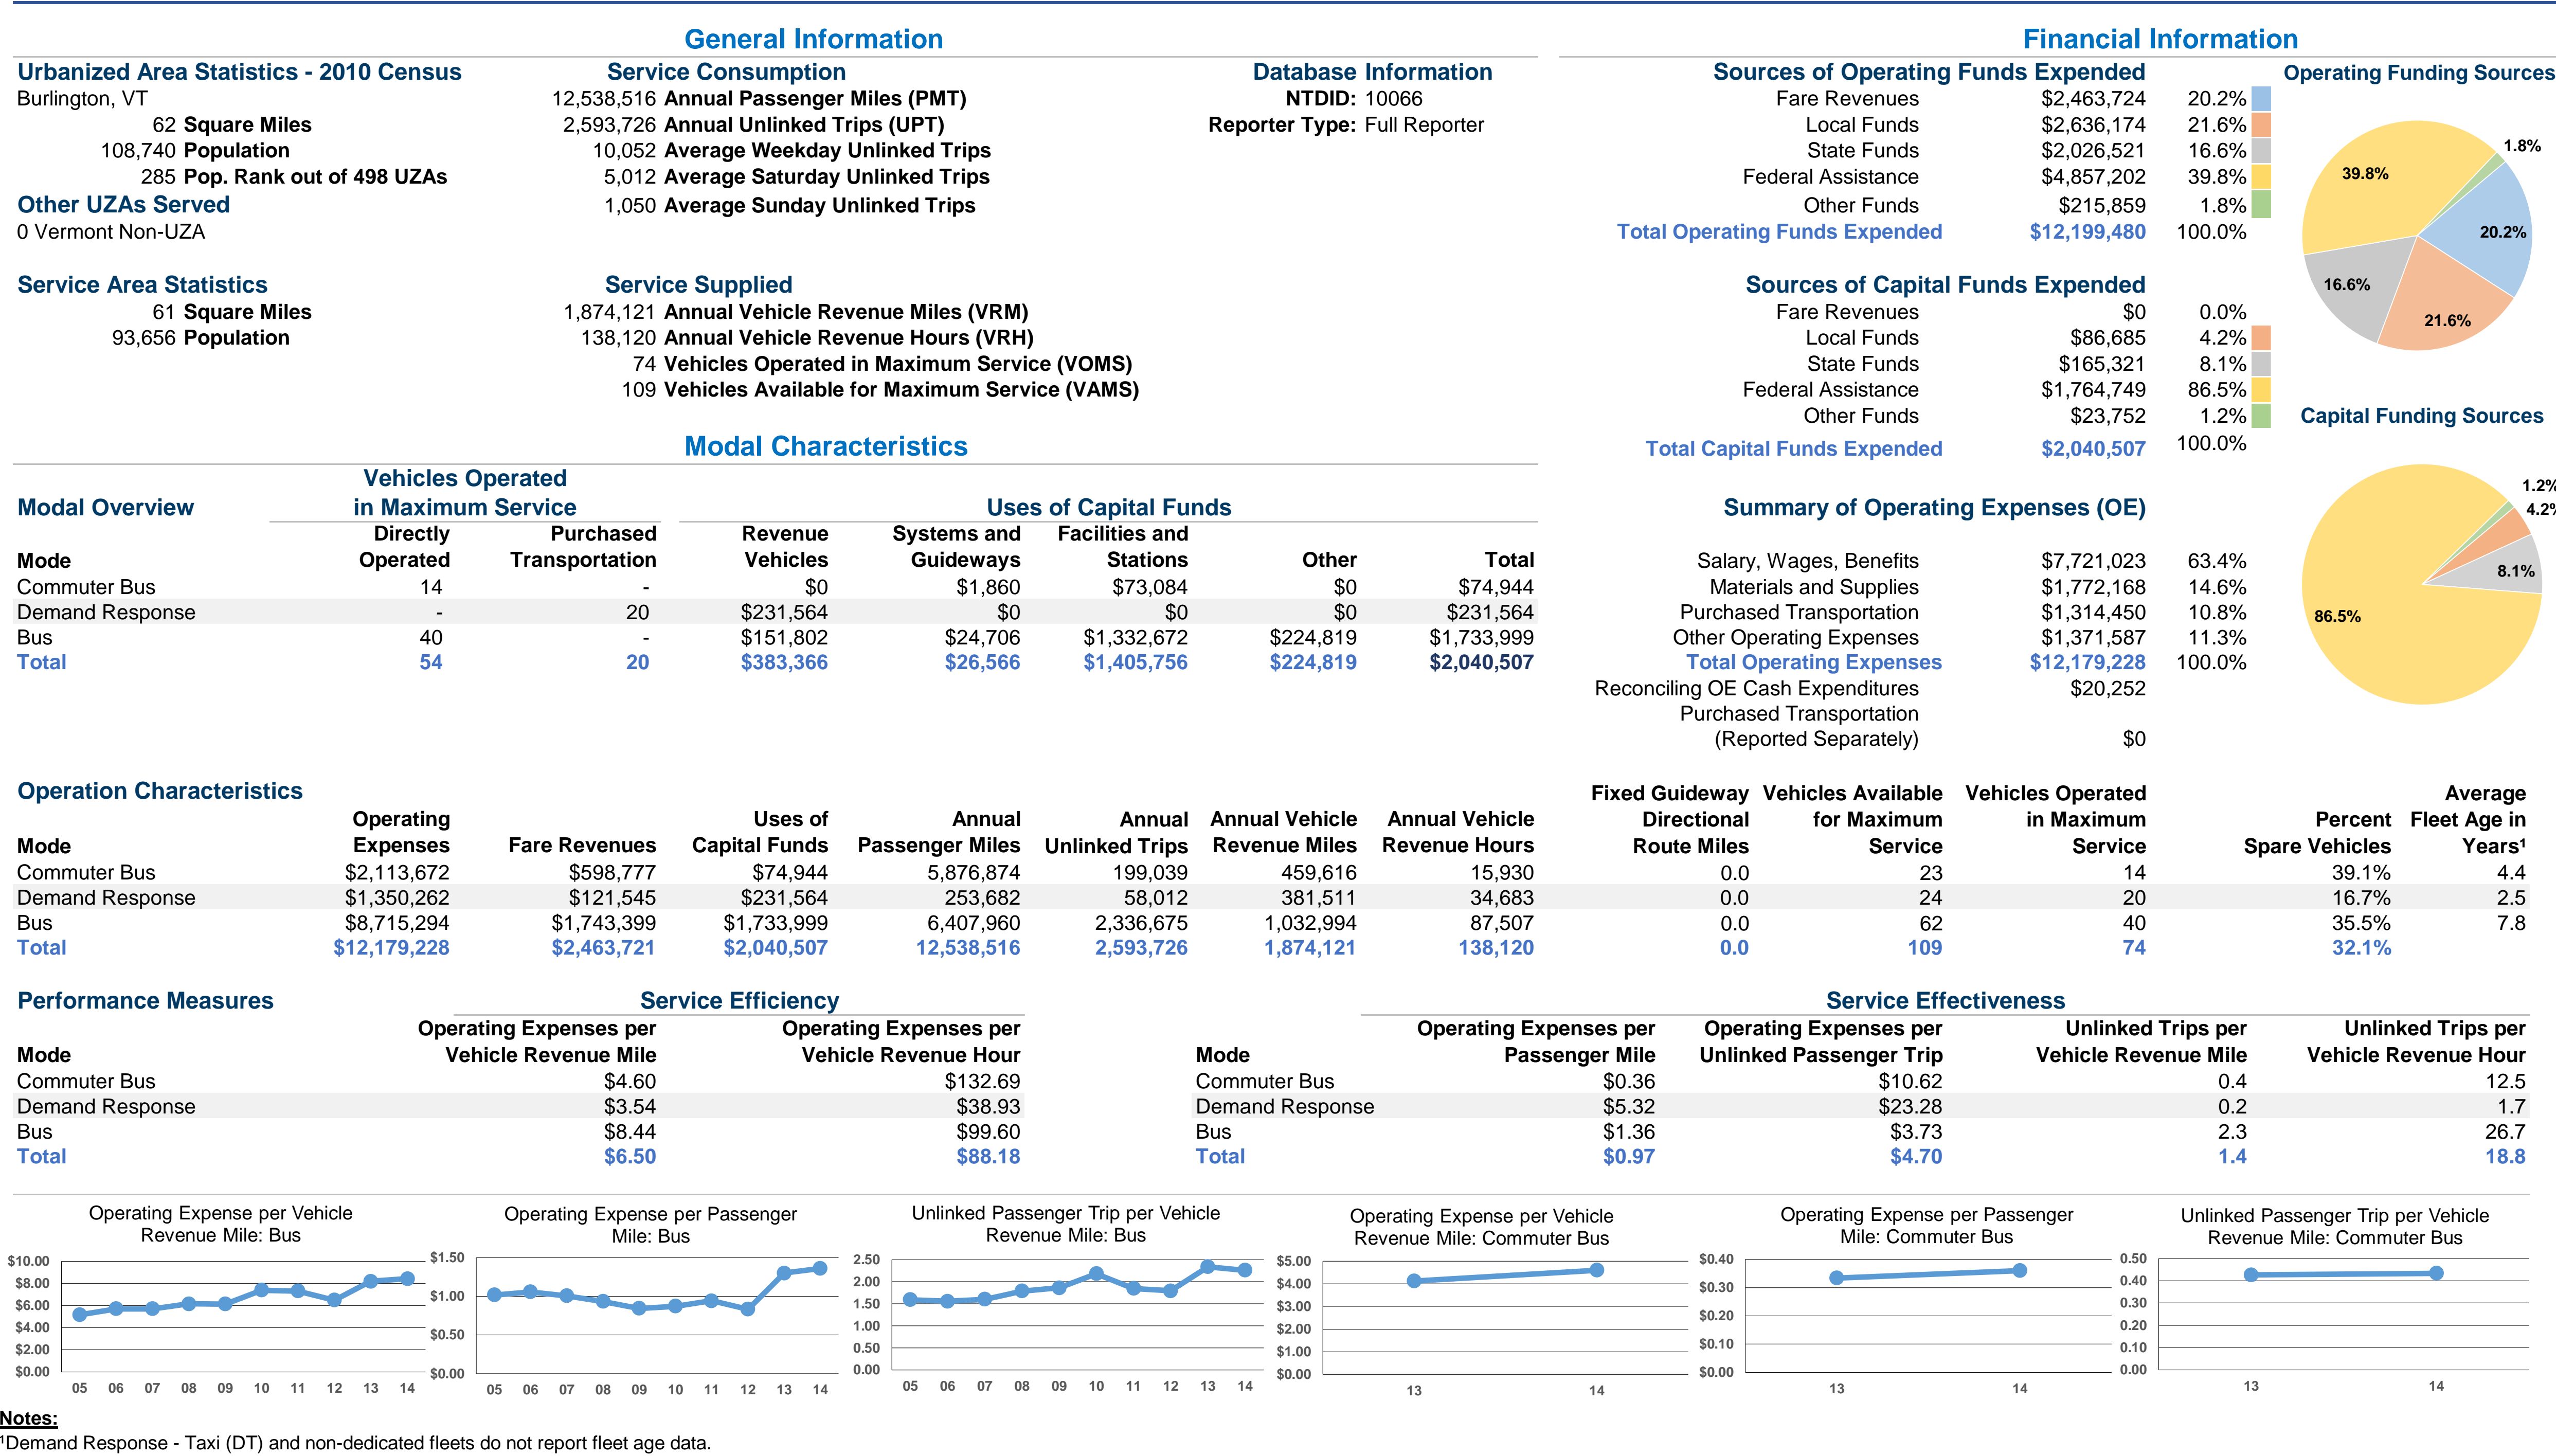 General Information
Urbanized Area Statistics - 2010 Census
Burlington, VT
62 Square Miles
108,740 Population
285 Pop. Rank out of 498 UZAs
Other UZAs Served
0 Vermont Non-UZA
Service Area Statistics
61 Square Miles
93,656 Population
Service Consumption
12,538,516 Annual Passenger Miles (PMT)
2,593,726 Annual Unlinked Trips (UPT)
10,052 Average Weekday Unlinked Trips
5,012 Average Saturday Unlinked Trips
1,050 Average Sunday Unlinked Trips
Service Supplied
1,874,121 Annual Vehicle Revenue Miles (VRM)
138,120 Annual Vehicle Revenue Hours (VRH)
74 Vehicles Operated in Maximum Service (VOMS)
109 Vehicles Available for Maximum Service (VAMS)
Database Information
NTDID: 10066
Reporter Type: Full Reporter
Financial Information
Sources of Operating Funds Expended
Fare Revenues $2,463,724 20.2%
Local Funds $2,636,174 21.6%
State Funds $2,026,521 16.6%
Federal Assistance $4,857,202 39.8%
Other Funds $215,859 1.8%
Total Operating Funds Expended $12,199,480 100.0%
Sources of Capital Funds Expended
Fare Revenues $0 0.0%
Local Funds $86,685 4.2%
State Funds $165,321 8.1%
Federal Assistance $1,764,749 86.5%
Other Funds $23,752 1.2%
Total Capital Funds Expended $2,040,507 100.0%
Operating Funding Sources
1.8%
39.8%
20.2%
16.6%
21.6%
Capital Funding Sources
1.2%
4.2%
8.1%
86.5%
Summary of Operating Expenses (OE)
Salary, Wages, Benefits $7,721,023 63.4%
Materials and Supplies $1,772,168 14.6%
Purchased Transportation $1,314,450 10.8%
Other Operating Expenses $1,371,587 11.3%
Total Operating Expenses $12,179,228 100.0%
Reconciling OE Cash Expenditures $20,252
Purchased Transportation
(Reported Separately) $0
Modal Characteristics
Vehicles Operated
Modal Overview in Maximum Service Uses of Capital Funds
Directly Purchased Revenue Systems and Facilities and
Mode Operated Transportation Vehicles Guideways Stations Other Total
Commuter Bus 14 - $0 $1,860 $73,084 $0 $74,944
Demand Response - 20 $231,564 $0 $0 $0 $231,564
Bus 40 - $151,802 $24,706 $1,332,672 $224,819 $1,733,999
Total 54 20 $383,366 $26,566 $1,405,756 $224,819 $2,040,507
Operation Characteristics
Fixed Guideway Vehicles Available Vehicles Operated Average
Operating Uses of Annual Annual Annual Vehicle Annual Vehicle Directional for Maximum in Maximum Percent Fleet Age in
Mode Expenses Fare Revenues Capital Funds Passenger Miles Unlinked Trips Revenue Miles Revenue Hours Route Miles Service Service Spare Vehicles Years¹
Commuter Bus $2,113,672 $598,777 $74,944 5,876,874 199,039 459,616 15,930 0.0 23 14 39.1% 4.4
Demand Response $1,350,262 $121,545 $231,564 253,682 58,012 381,511 34,683 0.0 24 20 16.7% 2.5
Bus $8,715,294 $1,743,399 $1,733,999 6,407,960 2,336,675 1,032,994 87,507 0.0 62 40 35.5% 7.8
Total $12,179,228 $2,463,721 $2,040,507 12,538,516 2,593,726 1,874,121 138,120 0.0 109 74 32.1%
Performance Measures Service Efficiency
Operating Expenses per Operating Expenses per
Mode Vehicle Revenue Mile Vehicle Revenue Hour
Commuter Bus $4.60 $132.69
Demand Response $3.54 $38.93
Bus $8.44 $99.60
Total $6.50 $88.18
Service Effectiveness
Operating Expenses per Operating Expenses per Unlinked Trips per Unlinked Trips per
Mode Passenger Mile Unlinked Passenger Trip Vehicle Revenue Mile Vehicle Revenue Hour
Commuter Bus $0.36 $10.62 0.4 12.5
Demand Response $5.32 $23.28 0.2 1.7
Bus $1.36 $3.73 2.3 26.7
Total $0.97 $4.70 1.4 18.8
Operating Expense per Vehicle
Revenue Mile: Bus
$10.00
$8.00
$6.00
$4.00
$2.00
$0.00
05 06 07 08 09 10 11 12 13 14
Operating Expense per Passenger
Mile: Bus
$1.50
$1.00
$0.50
$0.00
05 06 07 08 09 10 11 12 13 14
Unlinked Passenger Trip per Vehicle
Revenue Mile: Bus
2.50
2.00
1.50
1.00
0.50
0.00
05 06 07 08 09 10 11 12 13 14
Operating Expense per Vehicle
Revenue Mile: Commuter Bus
$5.00
$4.00
$3.00
$2.00
$1.00
$0.00
13 14
Operating Expense per Passenger
Mile: Commuter Bus
$0.40
$0.30
$0.20
$0.10
$0.00
13 14
Unlinked Passenger Trip per Vehicle
Revenue Mile: Commuter Bus
0.50
0.40
0.30
0.20
0.10
0.00
13 14
Notes:
¹Demand Response - Taxi (DT) and non-dedicated fleets do not report fleet age data.